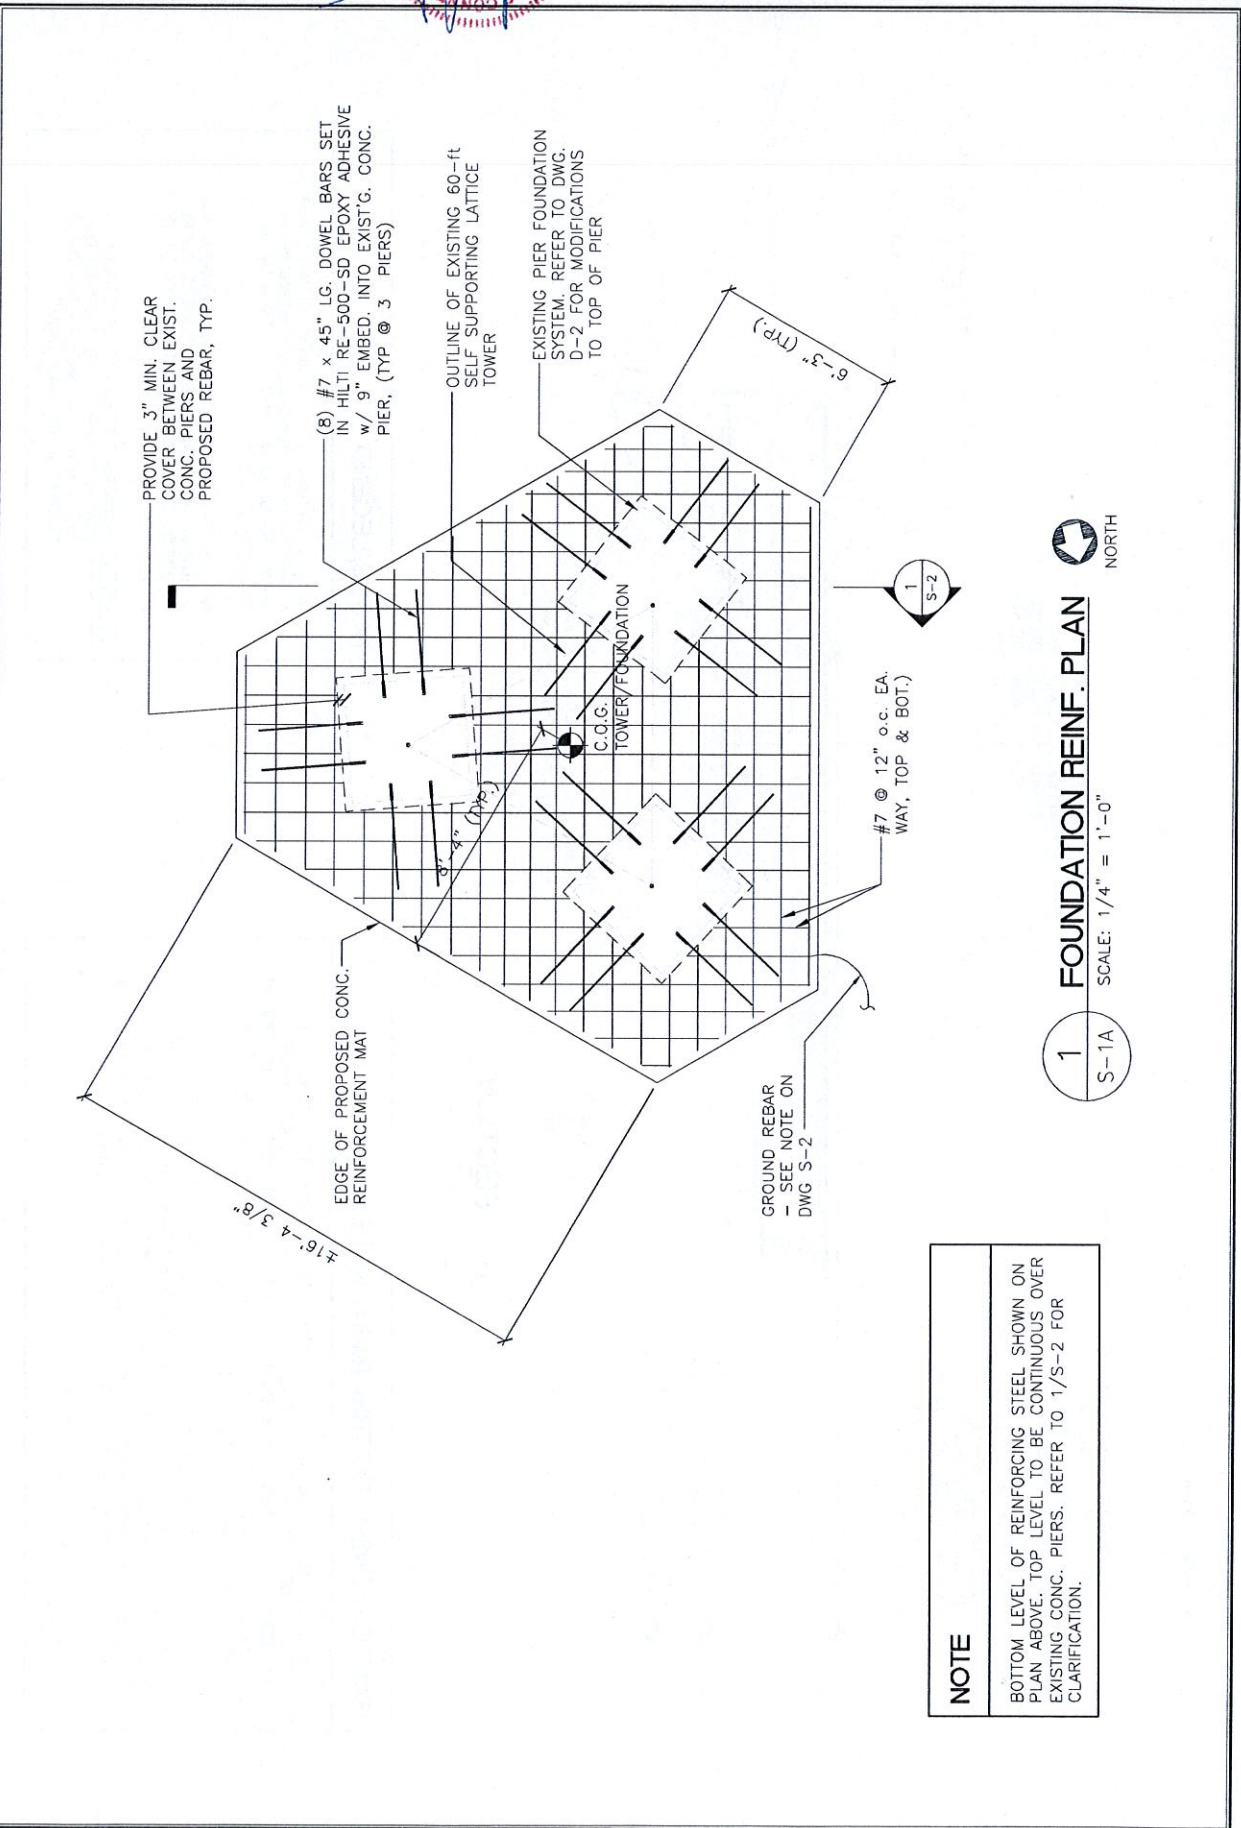 PROVIDE 3" MIN. CLEAR
COVER BETWEEN EXIST.
CONC. PIERS AND
PROPOSED REBAR, TYP.
(8) #7 x 45" LG. DOWEL BARS SET
IN HILTI RE-500-SD EPOXY ADHESIVE
w/ 9" EMBED. INTO EXIST'G. CONC.
PIER, (TYP @ 3 PIERS)
OUTLINE OF EXISTING 60-ft
SELF SUPPORTING LATTICE
TOWER
EXISTING PIER FOUNDATION
SYSTEM. REFER TO DWG.
D-2 FOR MODIFICATIONS
TO TOP OF PIER
6'-3" (TYP.)
C.O.G.
TOWER/FOUNDATION
8'-4" (TYP.)
EDGE OF PROPOSED CONC.
REINFORCEMENT MAT
±16'-4 3/8"
#7 @ 12" o.c. EA.
WAY, TOP & BOT.)
1
S-2
GROUND REBAR
- SEE NOTE ON
DWG S-2
1
S-1A
FOUNDATION REINF. PLAN
SCALE: 1/4" = 1'-0"
NORTH
NOTE
BOTTOM LEVEL OF REINFORCING STEEL SHOWN ON
PLAN ABOVE. TOP LEVEL TO BE CONTINUOUS OVER
EXISTING CONC. PIERS. REFER TO 1/S-2 FOR
CLARIFICATION.